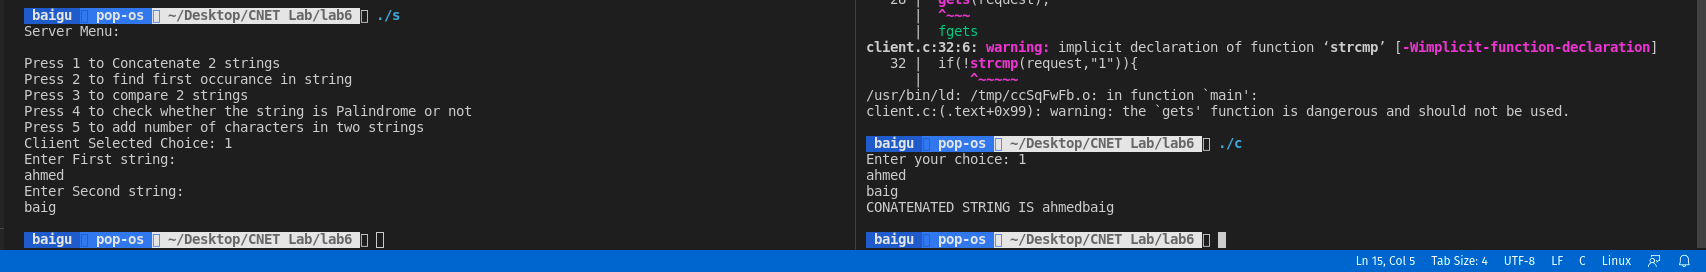 baigu pop-os ~/Desktop/CNET Lab/lab6 ./s
Server Menu:
Press 1 to Concatenate 2 strings
Press 2 to find first occurance in string
Press 3 to compare 2 strings
Press 4 to check whether the string is Palindrome or not
Press 5 to add number of characters in two strings
Cliient Selected Choice: 1
Enter First string:
ahmed
Enter Second string:
baig
baigu pop-os ~/Desktop/CNET Lab/lab6
28 | gets(request);
| ^~~~
| fgets
client.c:32:6: warning: implicit declaration of function ‘strcmp’ [-Wimplicit-function-declaration]
32 | if(!strcmp(request,"1")){
| ^~~~~~
/usr/bin/ld: /tmp/ccSqFwFb.o: in function `main':
client.c:(.text+0x99): warning: the `gets' function is dangerous and should not be used.
baigu pop-os ~/Desktop/CNET Lab/lab6 ./c
Enter your choice: 1
ahmed
baig
CONATENATED STRING IS ahmedbaig
baigu pop-os ~/Desktop/CNET Lab/lab6
Ln 15, Col 5 Tab Size: 4 UTF-8 LF C Linux